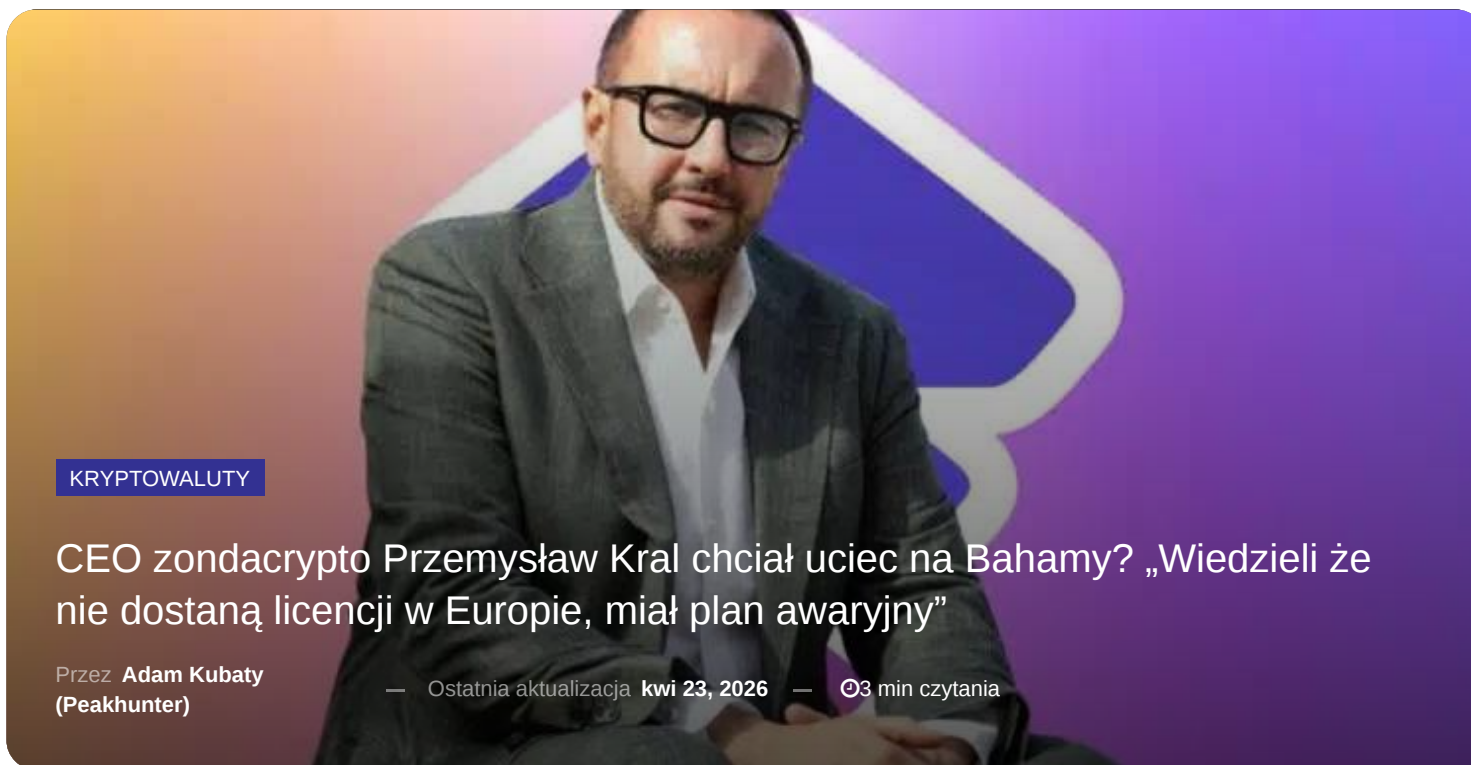 KRYPTOWALUTY
CEO zondacrypto Przemysław Kral chciał uciec na Bahamy? „Wiedzieli że
nie dostaną licencji w Europie, miał plan awaryjny”
Przez Adam Kubaty
(Peakhunter)
— Ostatnia aktualizacja kwi 23, 2026 — 3 min czytania